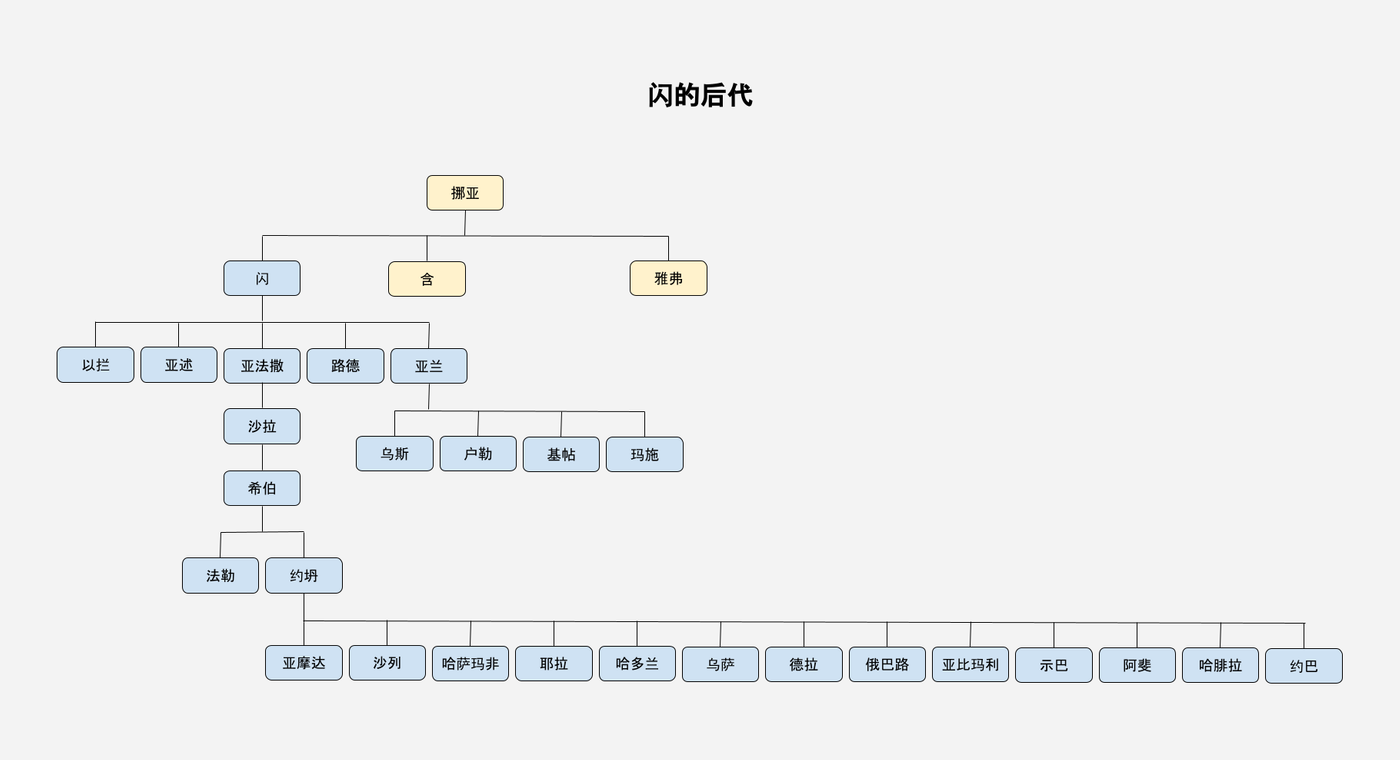 闪的后代
挪亚
闪
含
雅弗
以拦
亚述
亚法撒
路德
亚兰
沙拉
乌斯
户勒
基帖
玛施
希伯
法勒
约坍
亚摩达
沙列
哈萨玛非
耶拉
哈多兰
乌萨
德拉
俄巴路
亚比玛利
示巴
阿斐
哈腓拉
约巴